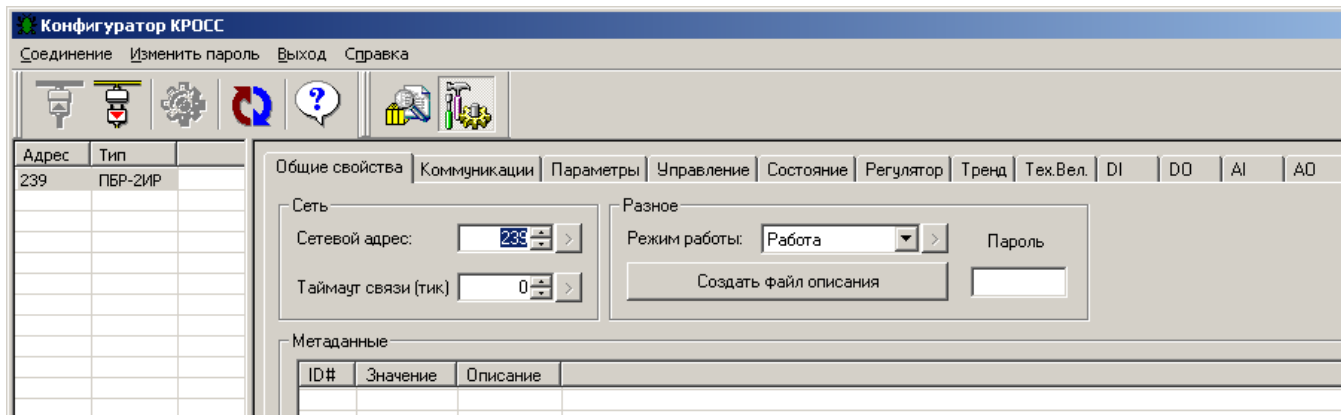 Конфигуратор КРОСС
Соединение Изменить пароль Выход Справка
Адрес Тип
239 ПБР-2ИР
Общие свойства Коммуникации Параметры Управление Состояние Регулятор Тренд Тех.Вел. DI DO AI AO
Сеть
Сетевой адрес: 239 >
Таймаут связи (тик) 0 >
Разное
Режим работы: Работа > Пароль
Создать файл описания
Метаданные
ID# Значение Описание